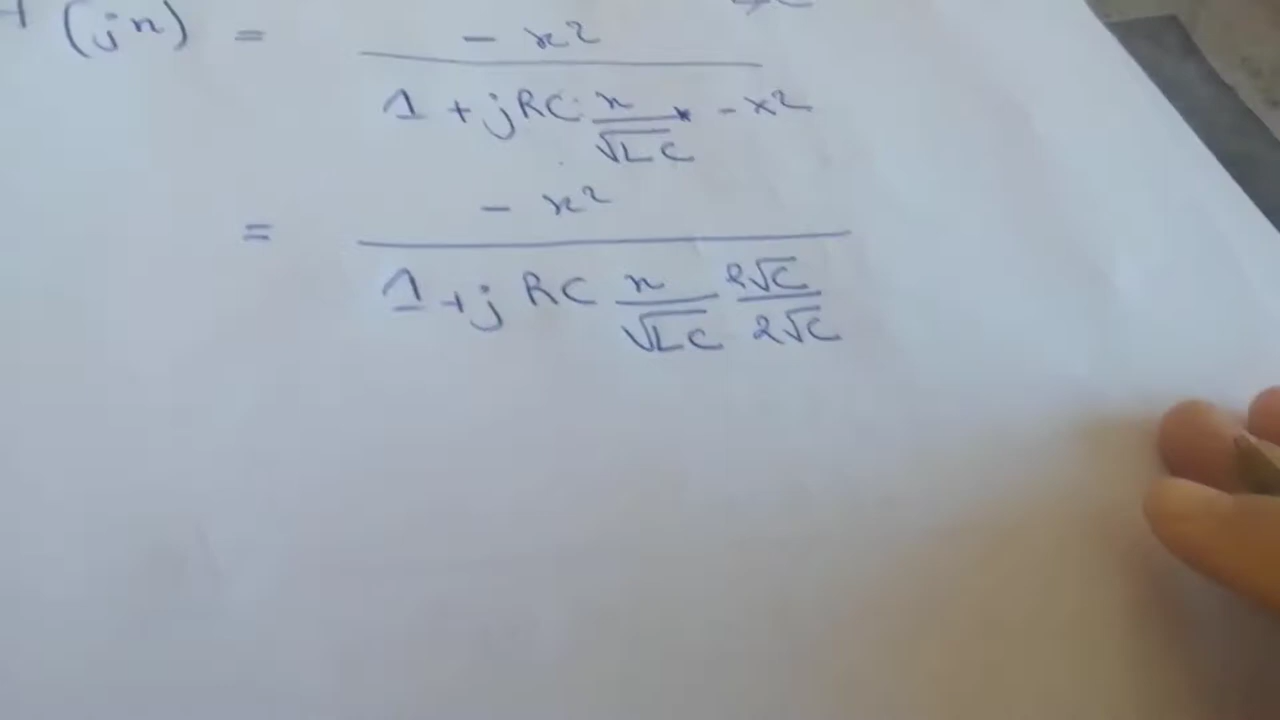 (jx) = - x² / 1 + jRC x/√LC - x²
= - x² / 1 + j RC x/√LC 2√C/2√C